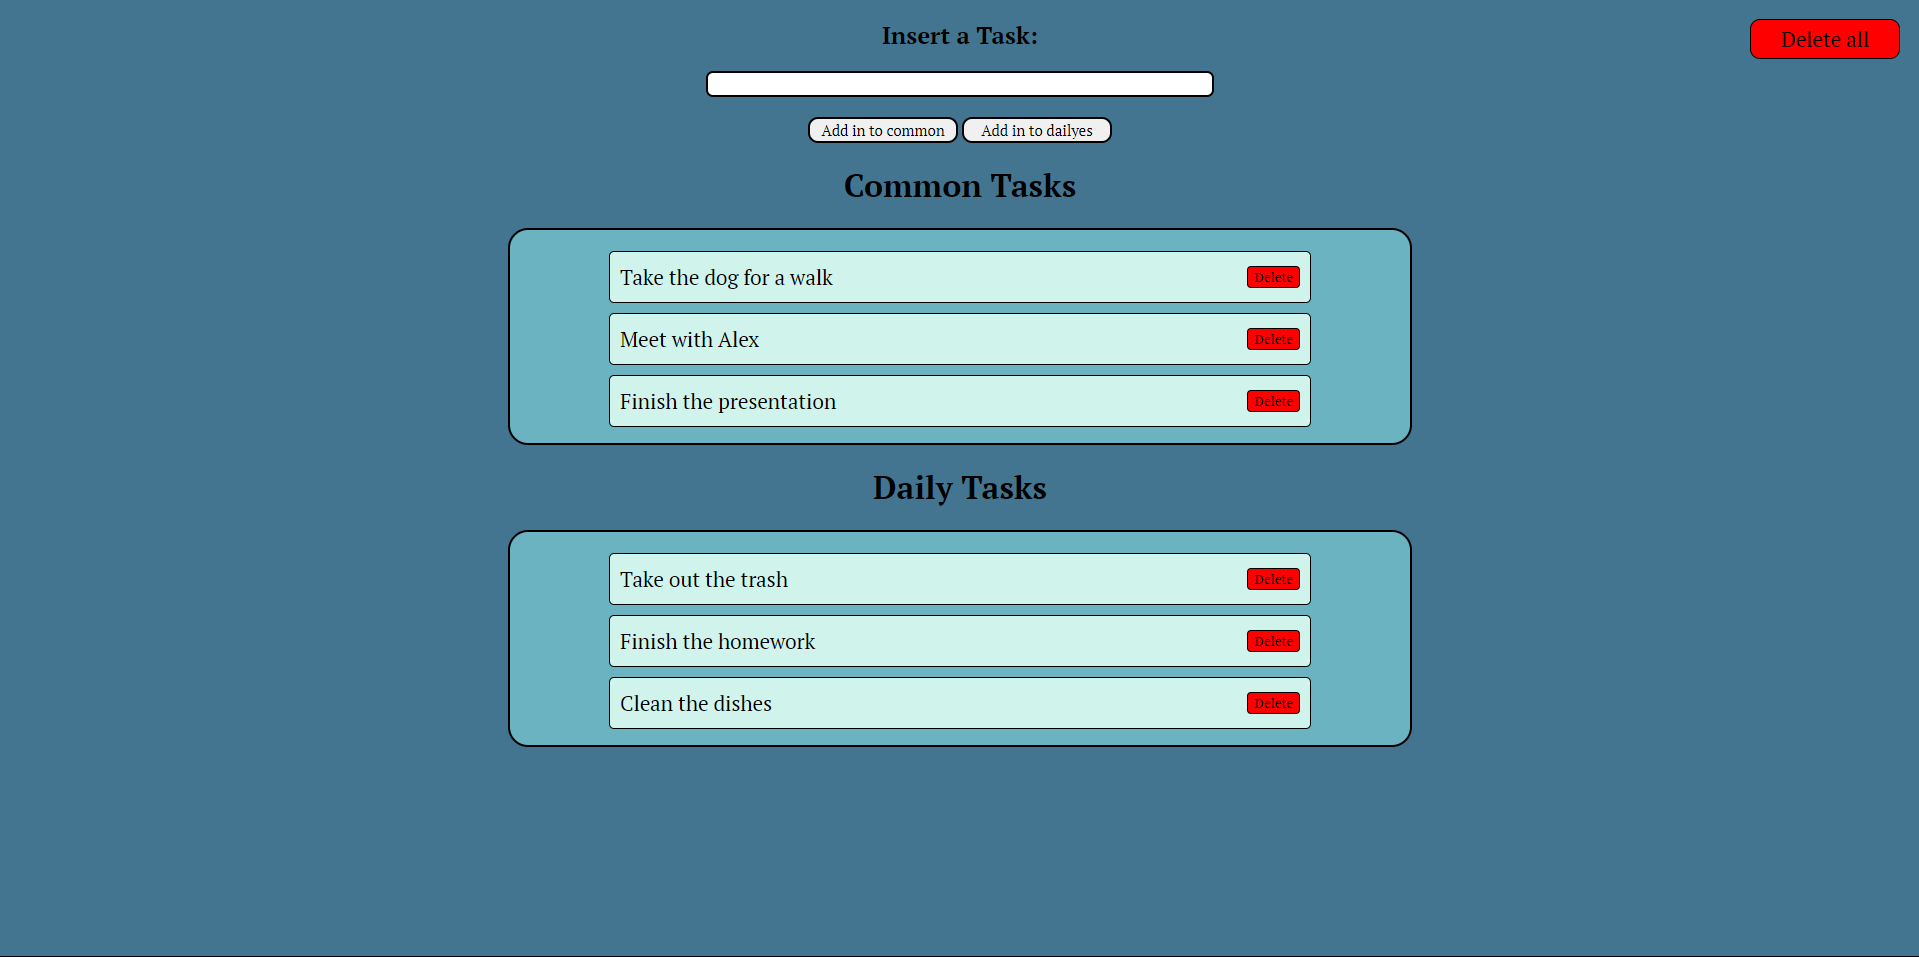 Insert a Task:
Delete all
Add in to common Add in to dailyes
Common Tasks
Take the dog for a walk Delete
Meet with Alex Delete
Finish the presentation Delete
Daily Tasks
Take out the trash Delete
Finish the homework Delete
Clean the dishes Delete